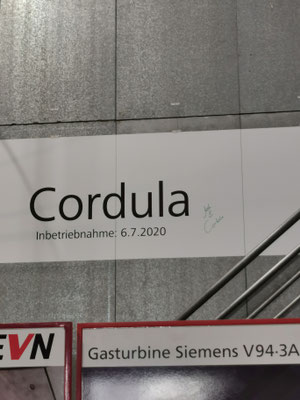 Cordula
Inbetriebnahme: 6.7.2020
EVN
Gasturbine Siemens V94-3A